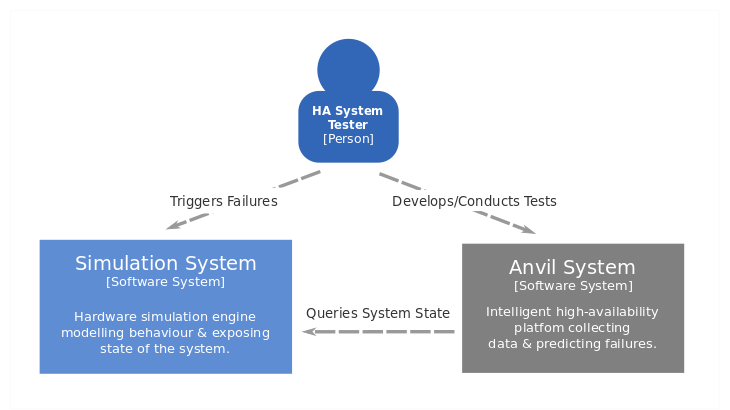 HA System
Tester
[Person]
Triggers Failures
Develops/Conducts Tests
Simulation System
[Software System]
Hardware simulation engine
modelling behaviour & exposing
state of the system.
Queries System State
Anvil System
[Software System]
Intelligent high-availability
platfom collecting
data & predicting failures.